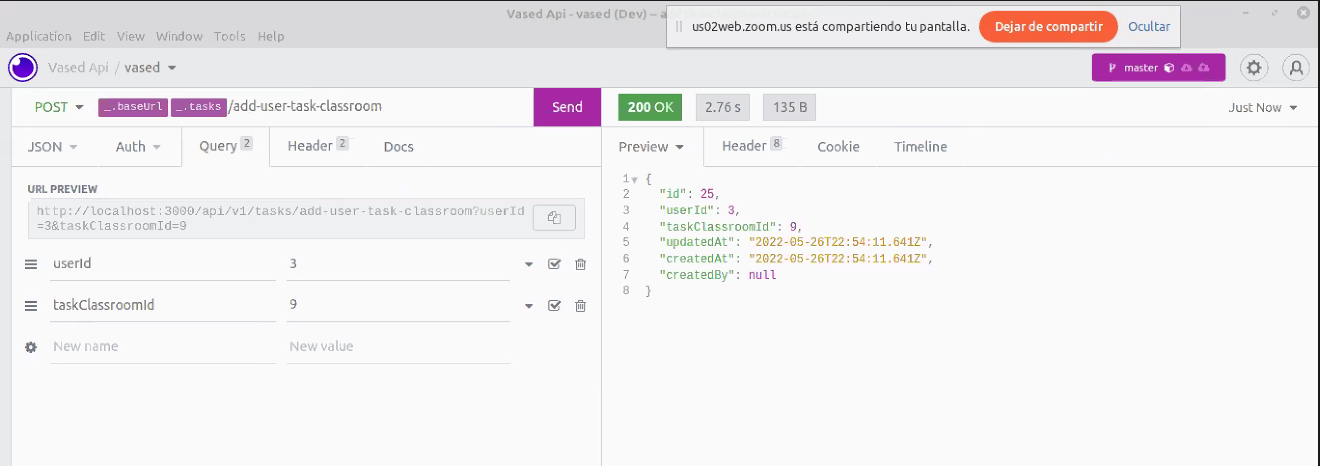 Vased Api - vased (Dev) –
us02web.zoom.us está compartiendo tu pantalla.
Dejar de compartir
Ocultar
Application Edit View Window Tools Help
Vased Api / vased
master
POST _.baseUrl _.tasks /add-user-task-classroom
Send
200 OK 2.76 s 135 B
Just Now
JSON Auth Query 2 Header 2 Docs
Preview Header 8 Cookie Timeline
URL PREVIEW
http://localhost:3000/api/v1/tasks/add-user-task-classroom?userId
=3&taskClassroomId=9
userId 3
taskClassroomId 9
New name New value
1 {
2 "id": 25,
3 "userId": 3,
4 "taskClassroomId": 9,
5 "updatedAt": "2022-05-26T22:54:11.641Z",
6 "createdAt": "2022-05-26T22:54:11.641Z",
7 "createdBy": null
8 }